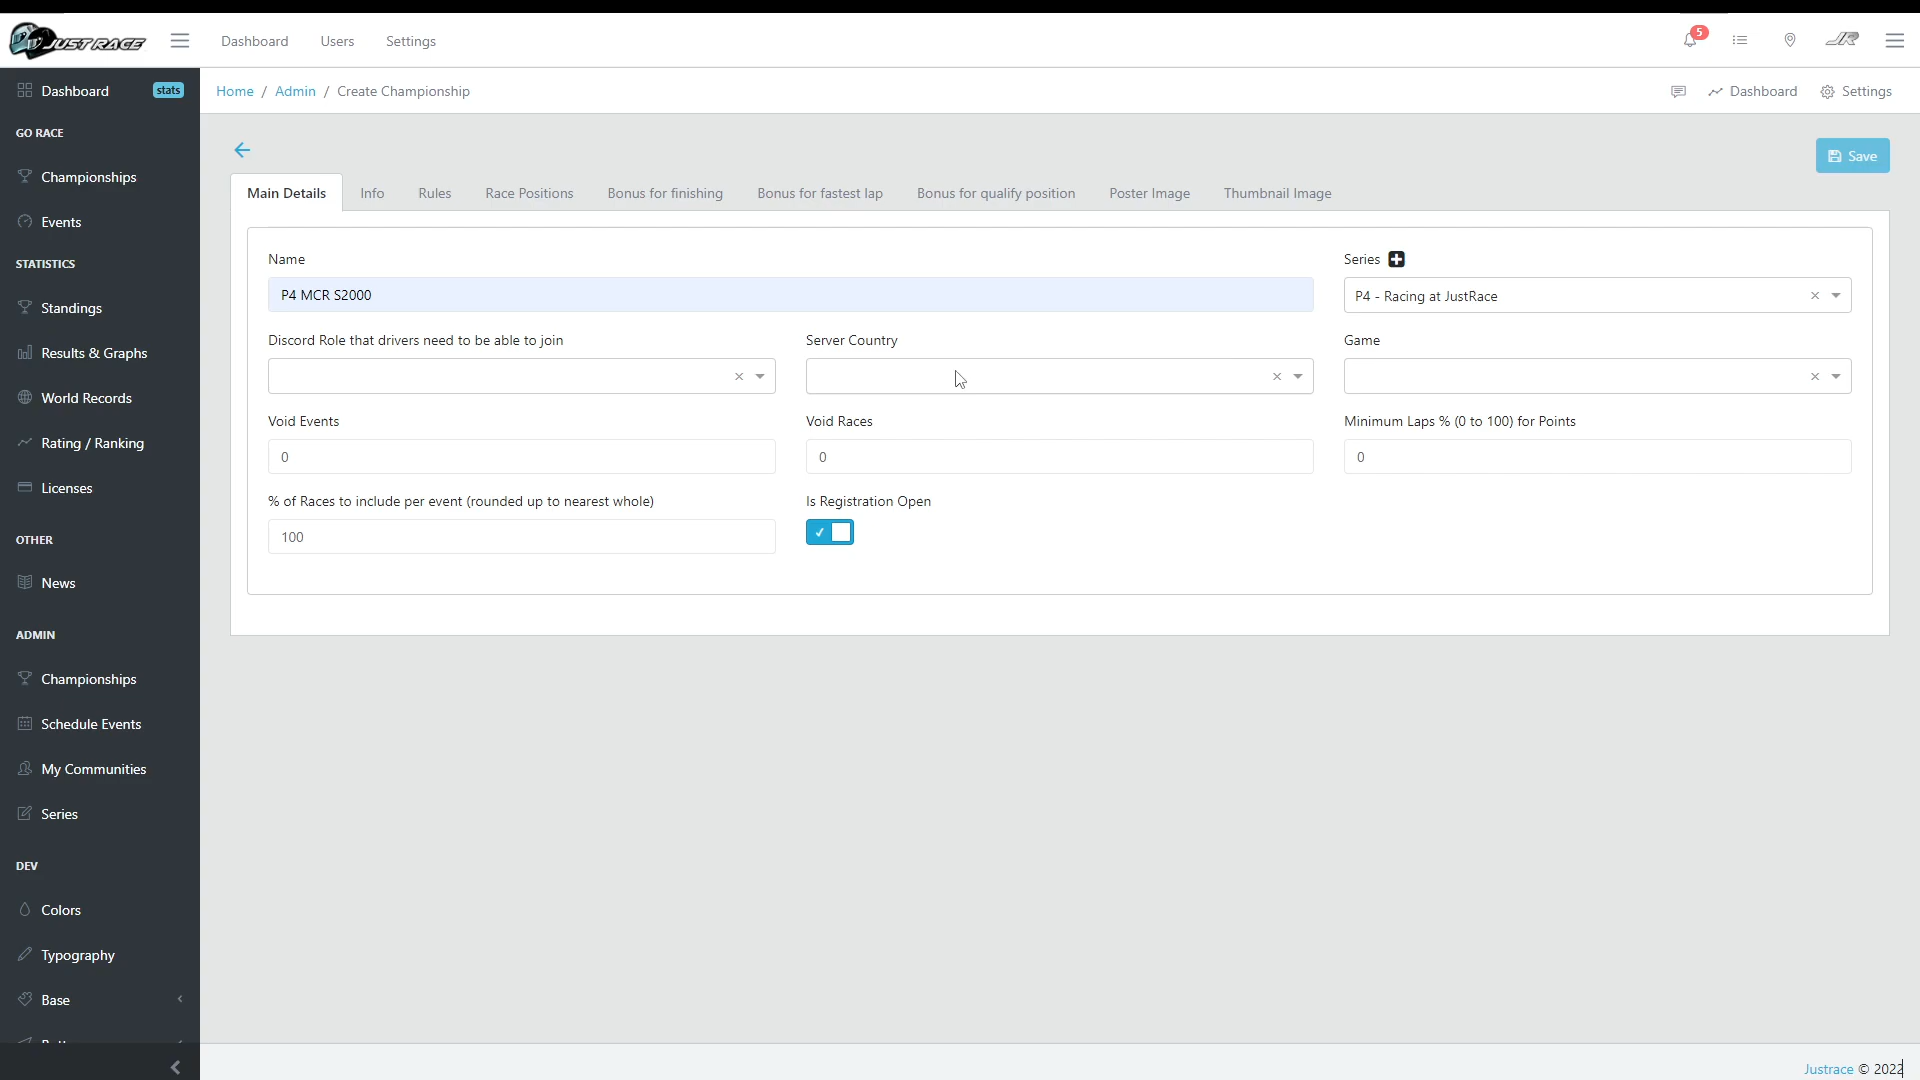 JUST RACE
Dashboard Users Settings
5
Dashboard stats
GO RACE
Championships
Events
STATISTICS
Standings
Results & Graphs
World Records
Rating / Ranking
Licenses
OTHER
News
ADMIN
Championships
Schedule Events
My Communities
Series
DEV
Colors
Typography
Base
Home / Admin / Create Championship
Dashboard Settings
Save
Main Details Info Rules Race Positions Bonus for finishing Bonus for fastest lap Bonus for qualify position Poster Image Thumbnail Image
Name
P4 MCR S2000
Series
P4 - Racing at JustRace
Discord Role that drivers need to be able to join
Server Country
Game
Void Events
0
Void Races
0
Minimum Laps % (0 to 100) for Points
0
% of Races to include per event (rounded up to nearest whole)
100
Is Registration Open
Justrace © 2022